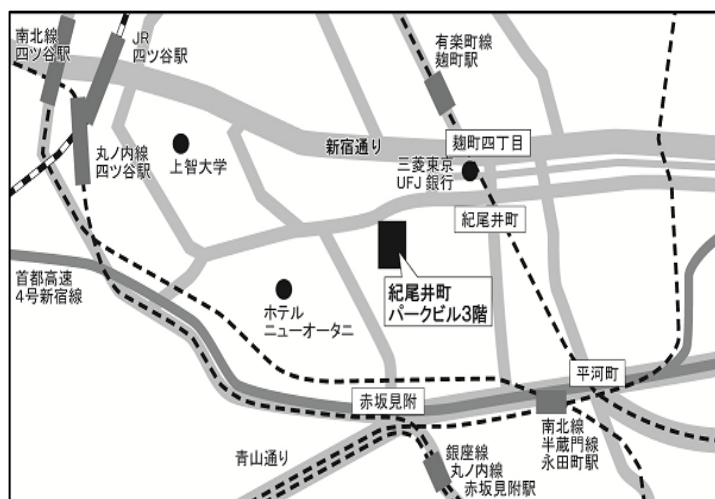 南北線
四ツ谷駅
JR
四ツ谷駅
有楽町線
麹町駅
丸ノ内線
四ツ谷駅
上智大学
新宿通り
麹町四丁目
三菱東京
UFJ銀行
紀尾井町
首都高速
4号新宿線
ホテル
ニューオータニ
紀尾井町
パークビル3階
平河町
赤坂見附
南北線
半蔵門線
永田町駅
青山通り
銀座線
丸ノ内線
赤坂見附駅